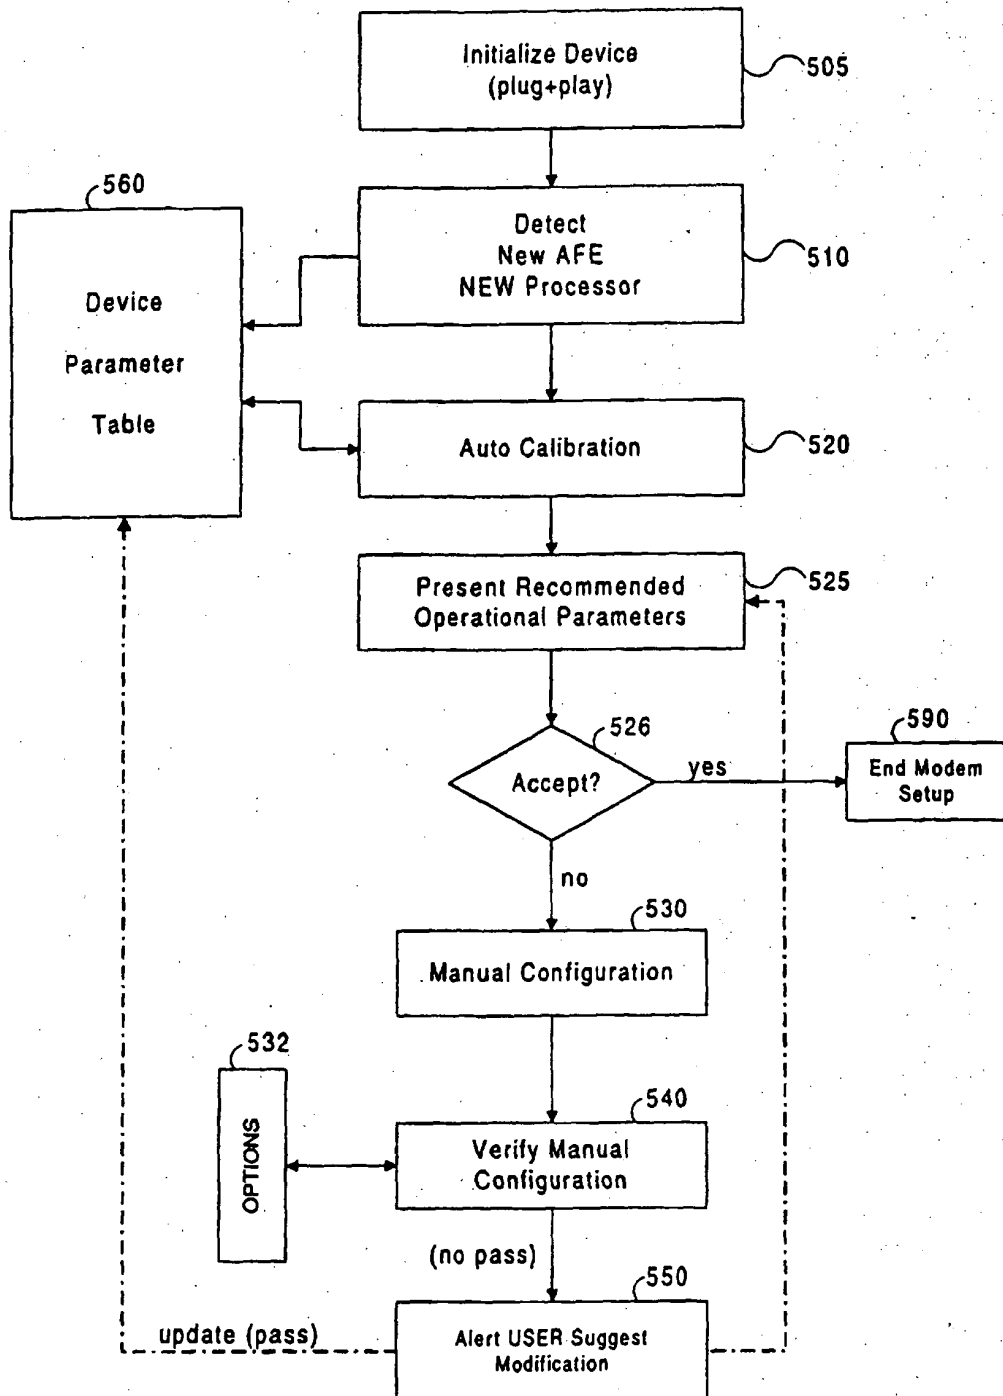 Initialize Device
(plug+play)
505
560
Detect
New AFE
NEW Processor
510
Device
Parameter
Table
Auto Calibration
520
Present Recommended
Operational Parameters
525
526
Accept?
yes
590
End Modem
Setup
no
530
Manual Configuration
532
OPTIONS
540
Verify Manual
Configuration
(no pass)
550
update (pass)
Alert USER Suggest
Modification